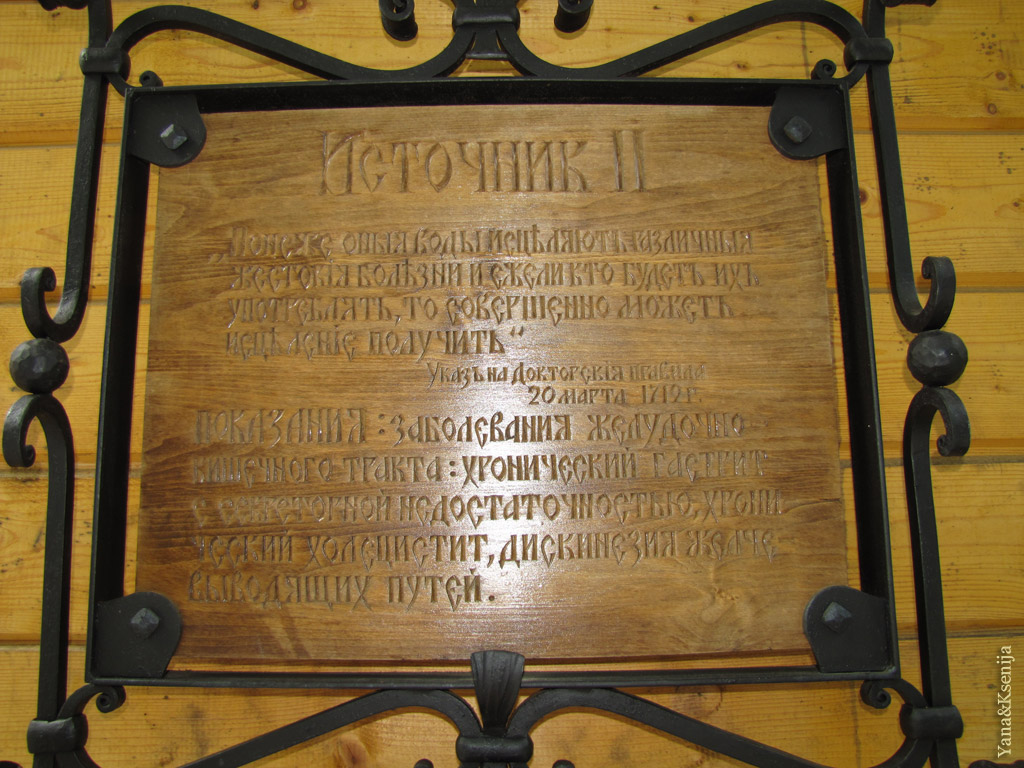 Источник II
„Понеже оныя воды исцѣляютъ различныя
жестокiя болѣзни и ежели кто будетъ ихъ
употреблять, то совершенно можетъ
исцѣленiе получить“
Указъ на Докторскiя правила
20 марта 1719 г.
Показания : заболевания желудочно-
кишечного тракта : хронический гастрит
с секреторной недостаточностью, хрони
ческий холецистит, дискинезия желче
выводящих путей.
Yana&Ksenija